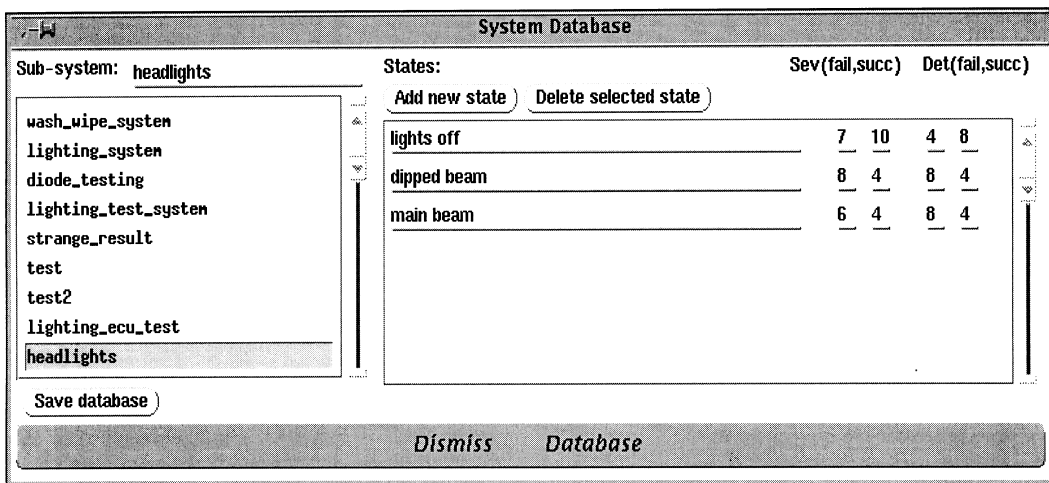 System Database
Sub-system: headlights
States:
Sev(fail,succ) Det(fail,succ)
Add new state Delete selected state
wash_wipe_system
lighting_system
diode_testing
lighting_test_system
strange_result
test
test2
lighting_ecu_test
headlights
lights off 7 10 4 8
dipped beam 8 4 8 4
main beam 6 4 8 4
Save database
Dismiss Database